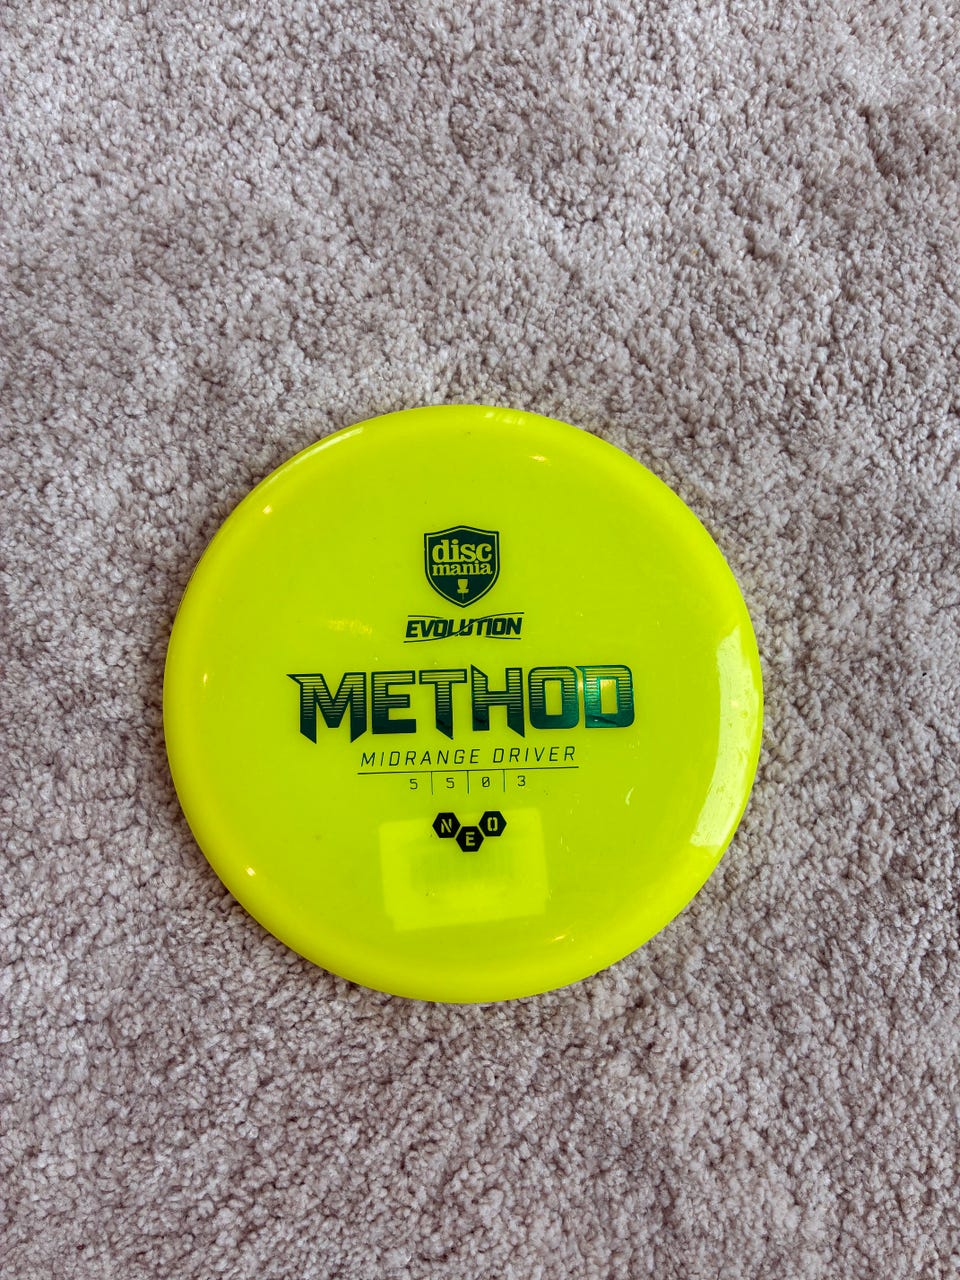 disc
mania
EVOLUTION
METHOD
MIDRANGE DRIVER
5 | 5 | 0 | 3
NEO